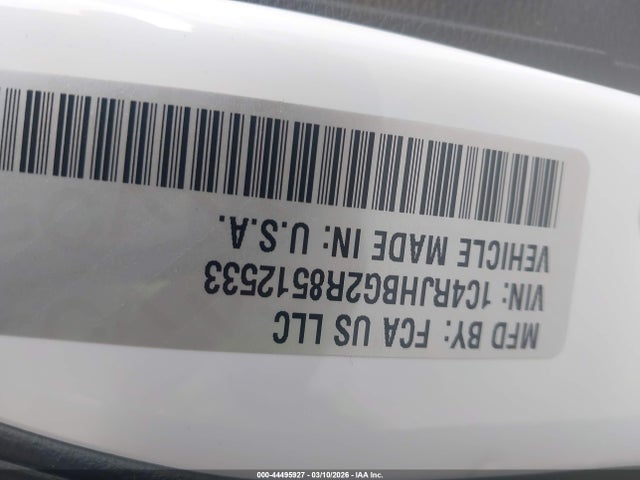 MFD BY: FCA US LLC
VIN: 1C4RJHBG2R8512533
VEHICLE MADE IN: U.S.A.
000-44495927 - 03/10/2026 - IAA Inc.